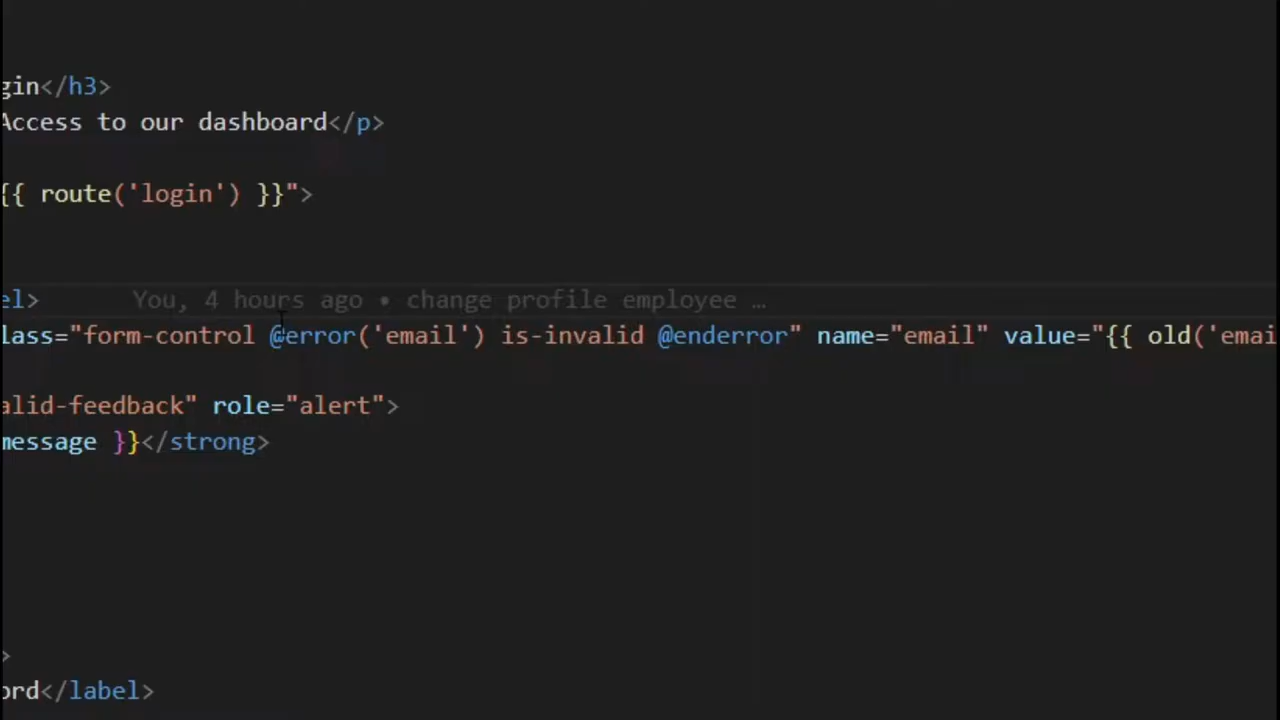 gin</h3>
Access to our dashboard</p>
{{ route('login') }}">
el> You, 4 hours ago • change profile employee …
lass="form-control @error('email') is-invalid @enderror" name="email" value="{{ old('emai
alid-feedback" role="alert">
message }}</strong>
>
ord</label>